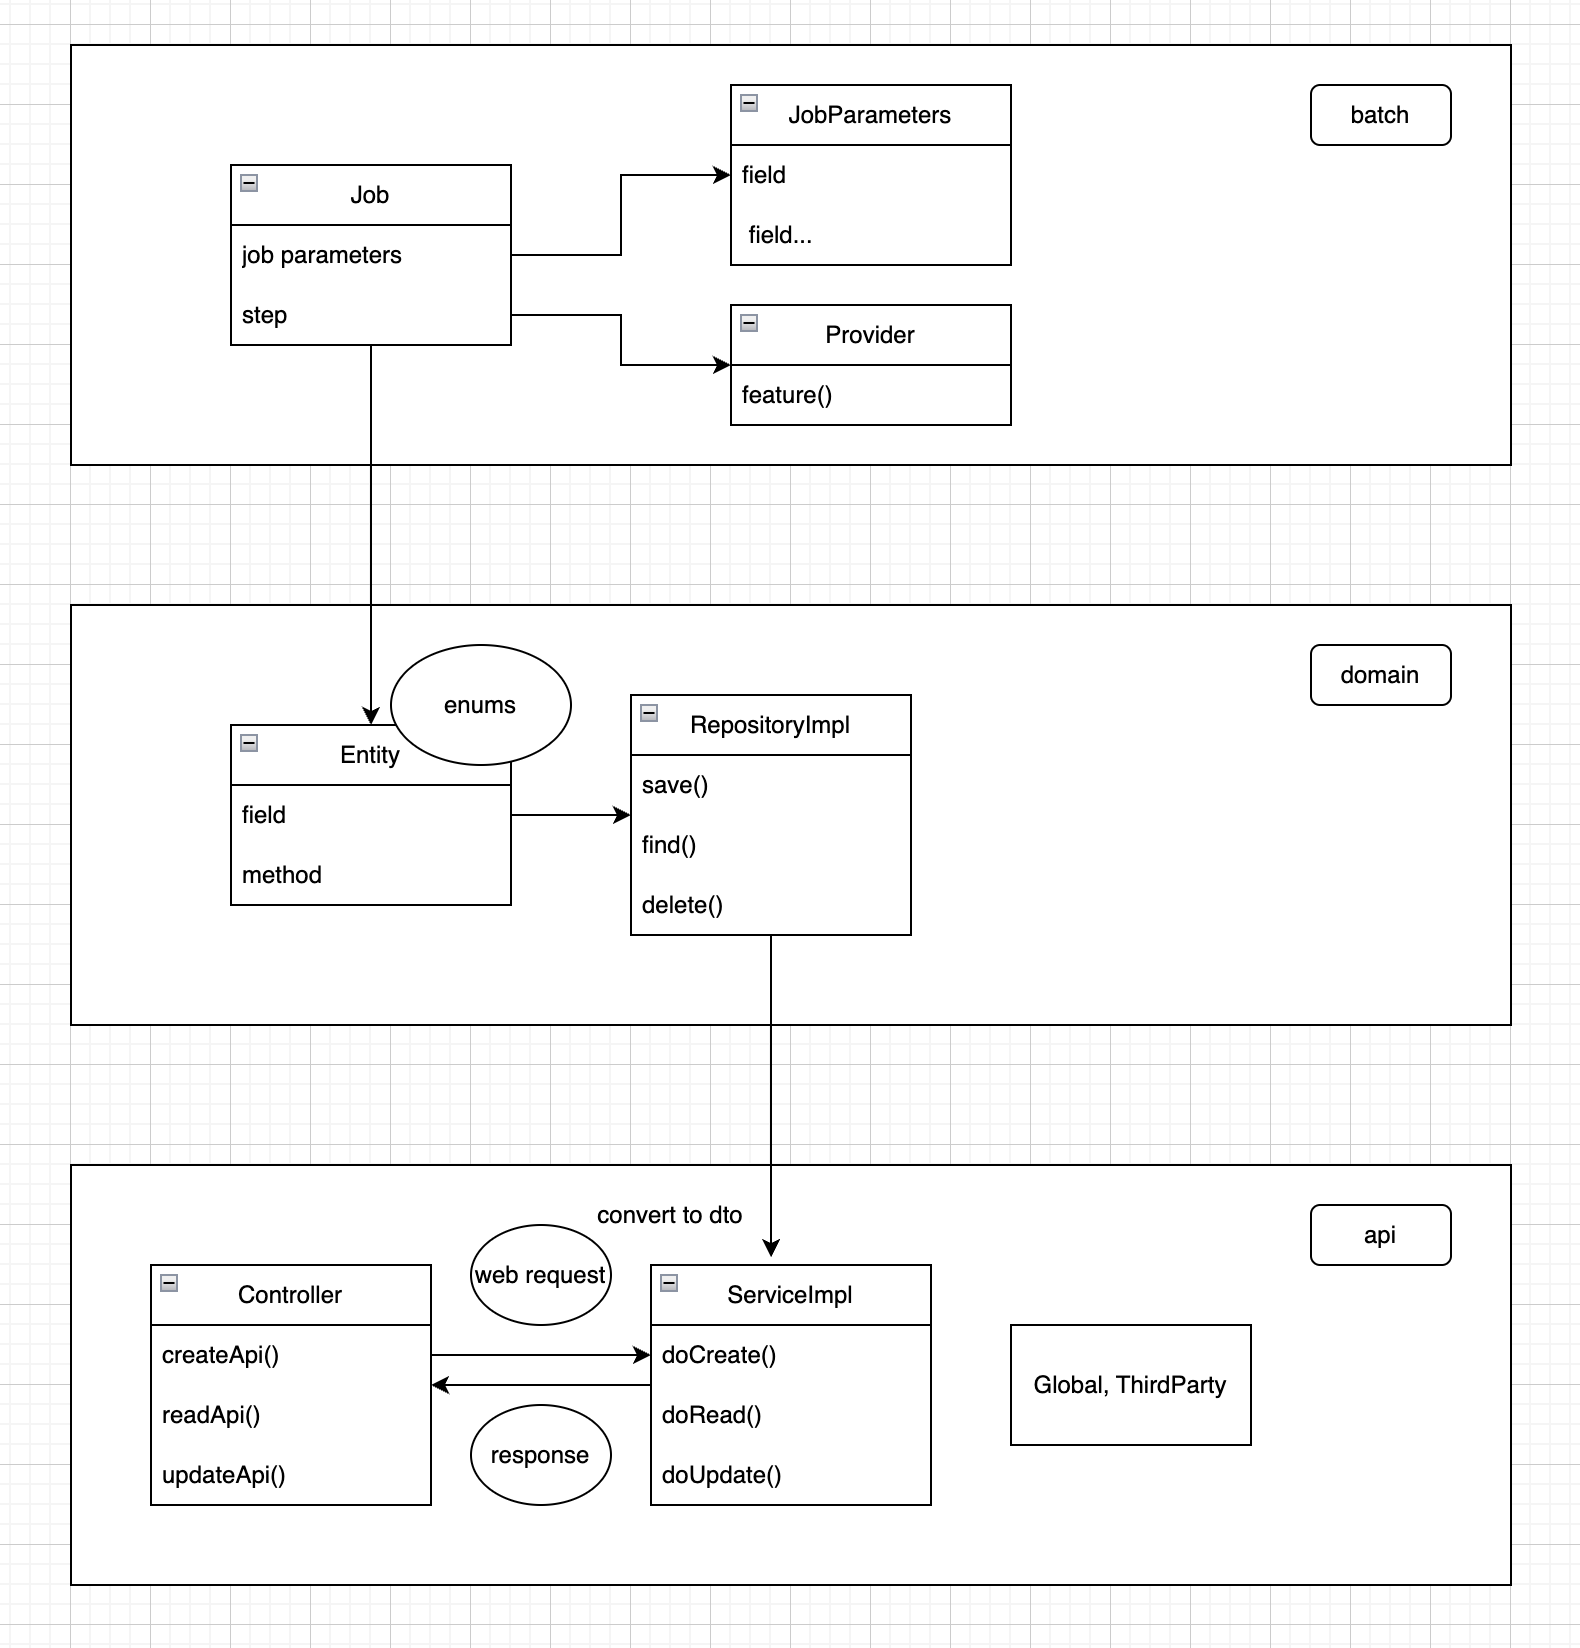 batch
JobParameters
field
field...
Job
job parameters
step
Provider
feature()
domain
enums
Entity
field
method
RepositoryImpl
save()
find()
delete()
api
convert to dto
web request
Controller
createApi()
readApi()
updateApi()
response
ServiceImpl
doCreate()
doRead()
doUpdate()
Global, ThirdParty